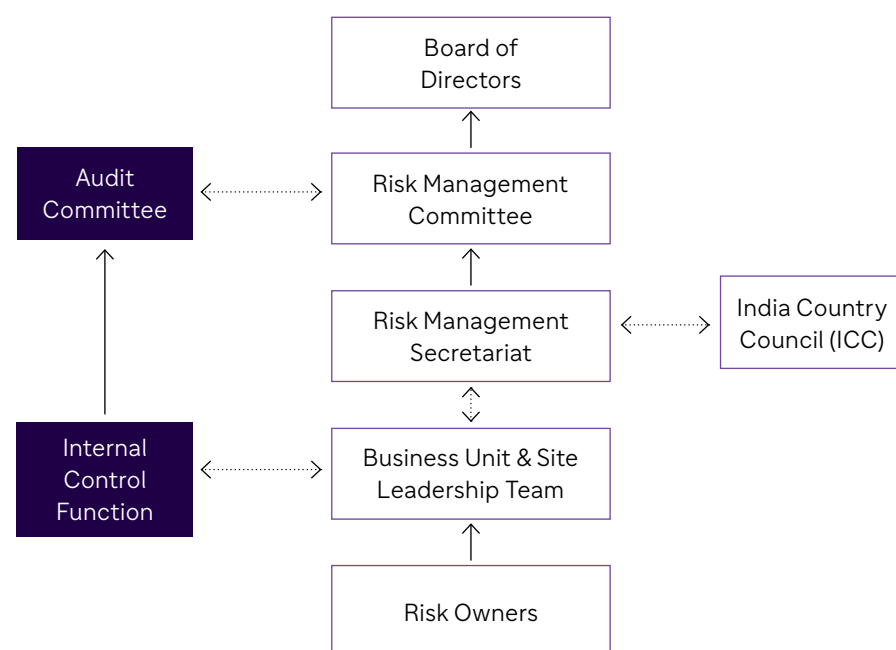 Board of
Directors
Audit
Committee
Risk Management
Committee
Risk Management
Secretariat
India Country
Council (ICC)
Internal
Control
Function
Business Unit & Site
Leadership Team
Risk Owners